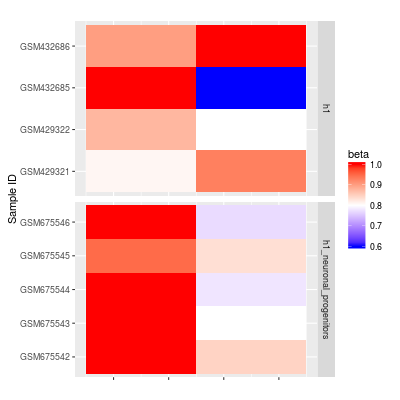 GSM432686
GSM432685
GSM429322
GSM429321
h1
GSM675546
GSM675545
GSM675544
GSM675543
GSM675542
h1_neuronal_progenitors
Sample ID
beta
1.0
0.9
0.8
0.7
0.6